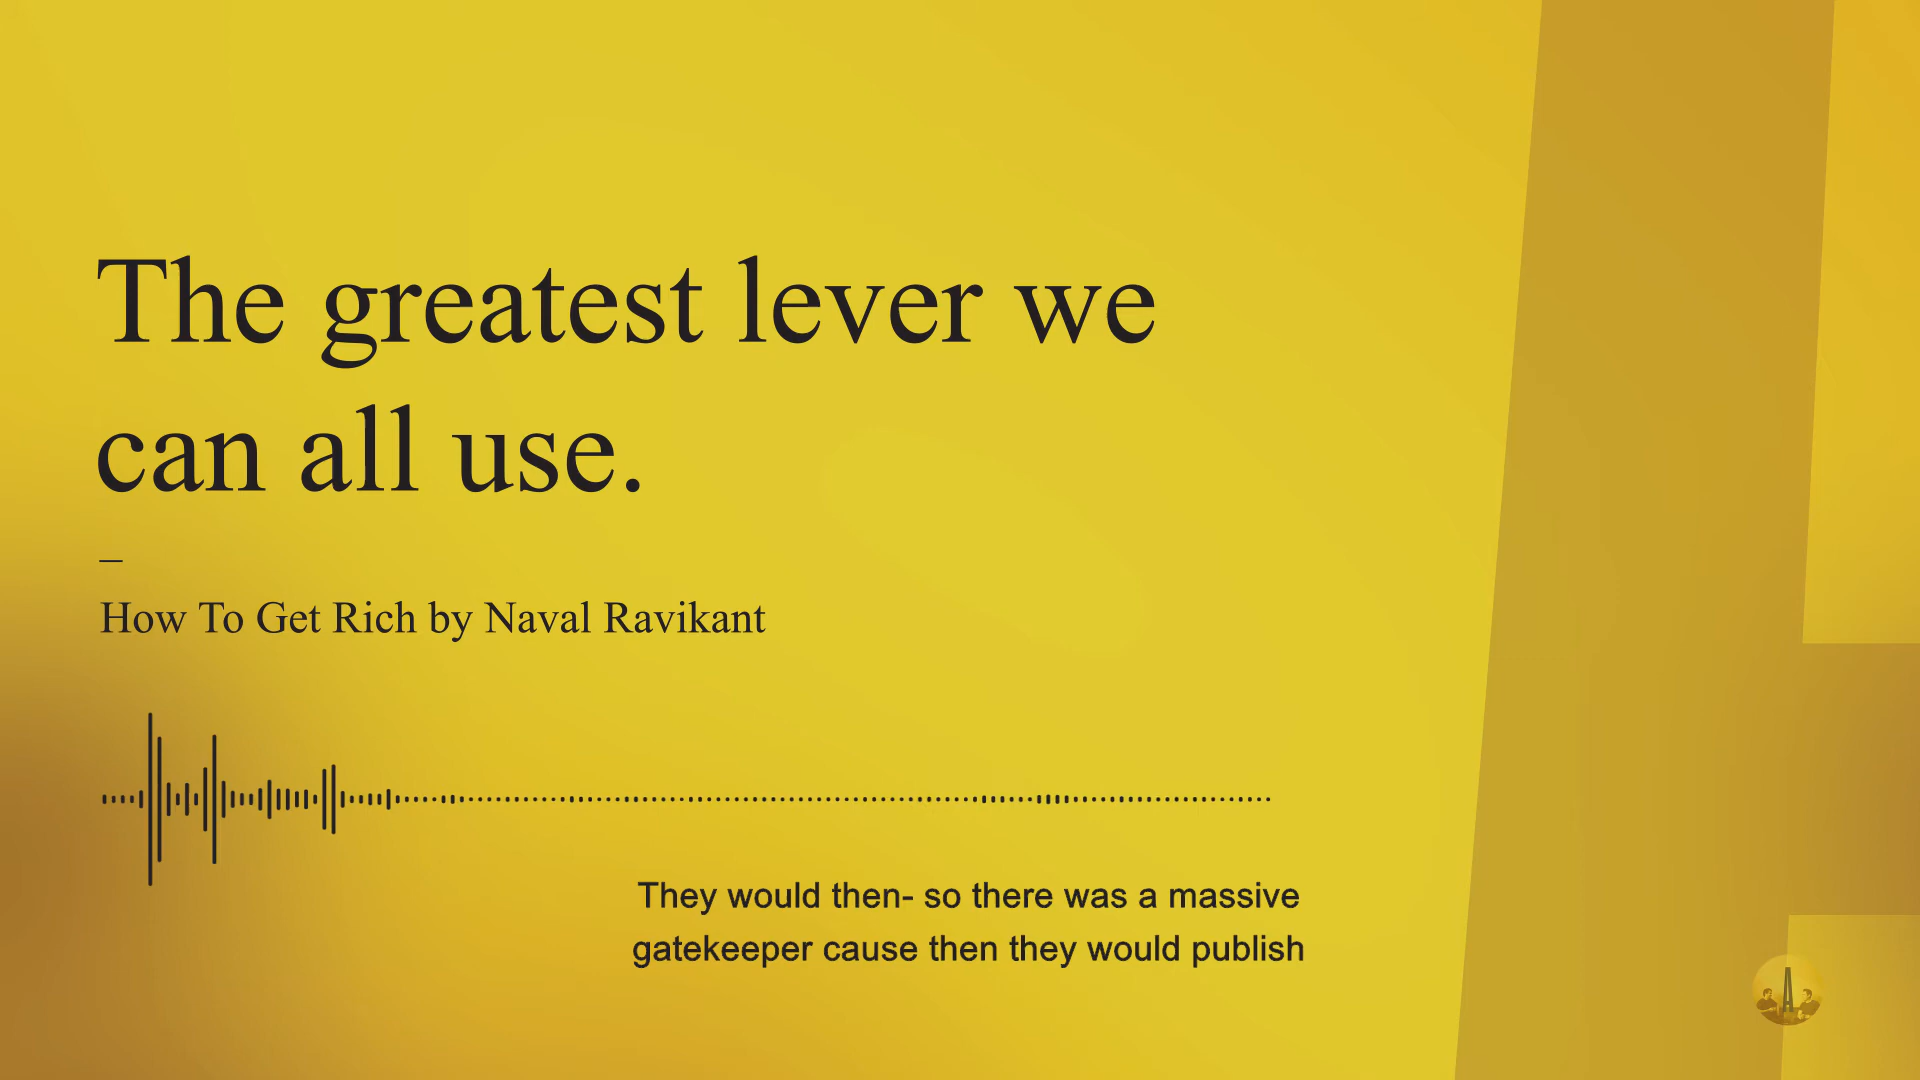 The greatest lever we
can all use.
–
How To Get Rich by Naval Ravikant
They would then- so there was a massive
gatekeeper cause then they would publish